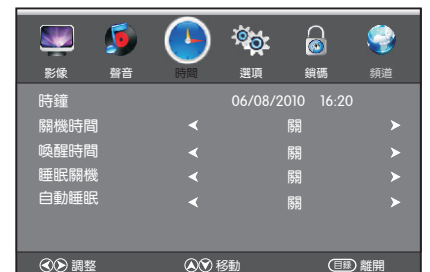 影像 聲音 時間 選項 鎖碼 頻道
時鐘 06/08/2010 16:20
關機時間 關
喚醒時間 關
睡眠關機 關
自動睡眠 關
調整 移動 目錄 離開